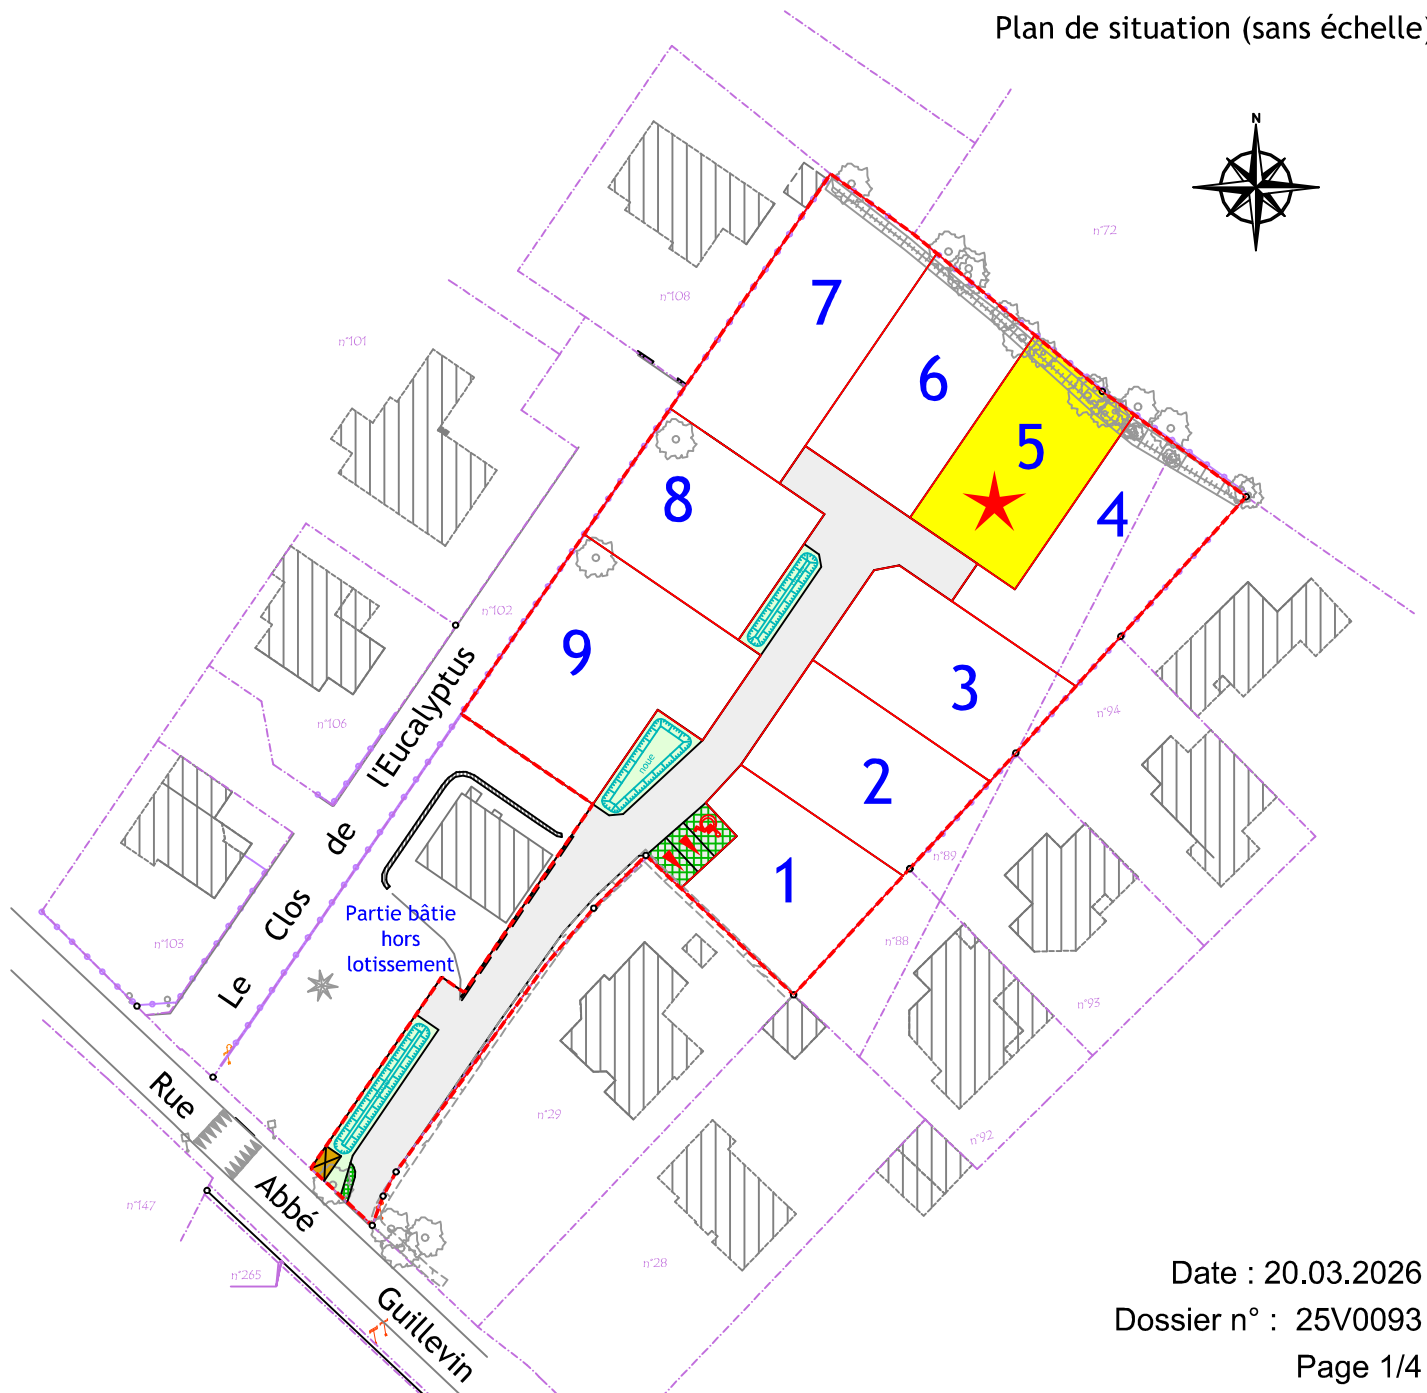 Plan de situation (sans échelle)
N
n°72
n°108
n°101
7
6
5
4
8
9
3
2
1
n°102
n°106
n°94
n°103
n°89
n°88
n°93
n°92
n°29
n°28
n°147
n°265
noue
Le Clos de l'Eucalyptus
Partie bâtie
hors
lotissement
Rue Abbé Guillevin
Date : 20.03.2026
Dossier n° : 25V0093
Page 1/4